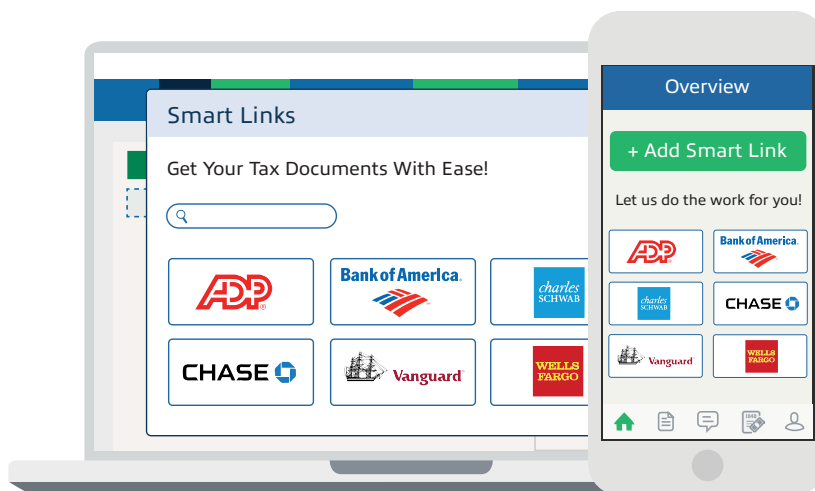 Smart Links
Get Your Tax Documents With Ease!
ADP
Bank of America
charles
SCHWAB
CHASE
Vanguard
WELLS
FARGO
Overview
+ Add Smart Link
Let us do the work for you!
ADP
Bank of America
charles
SCHWAB
CHASE
Vanguard
WELLS
FARGO
1040